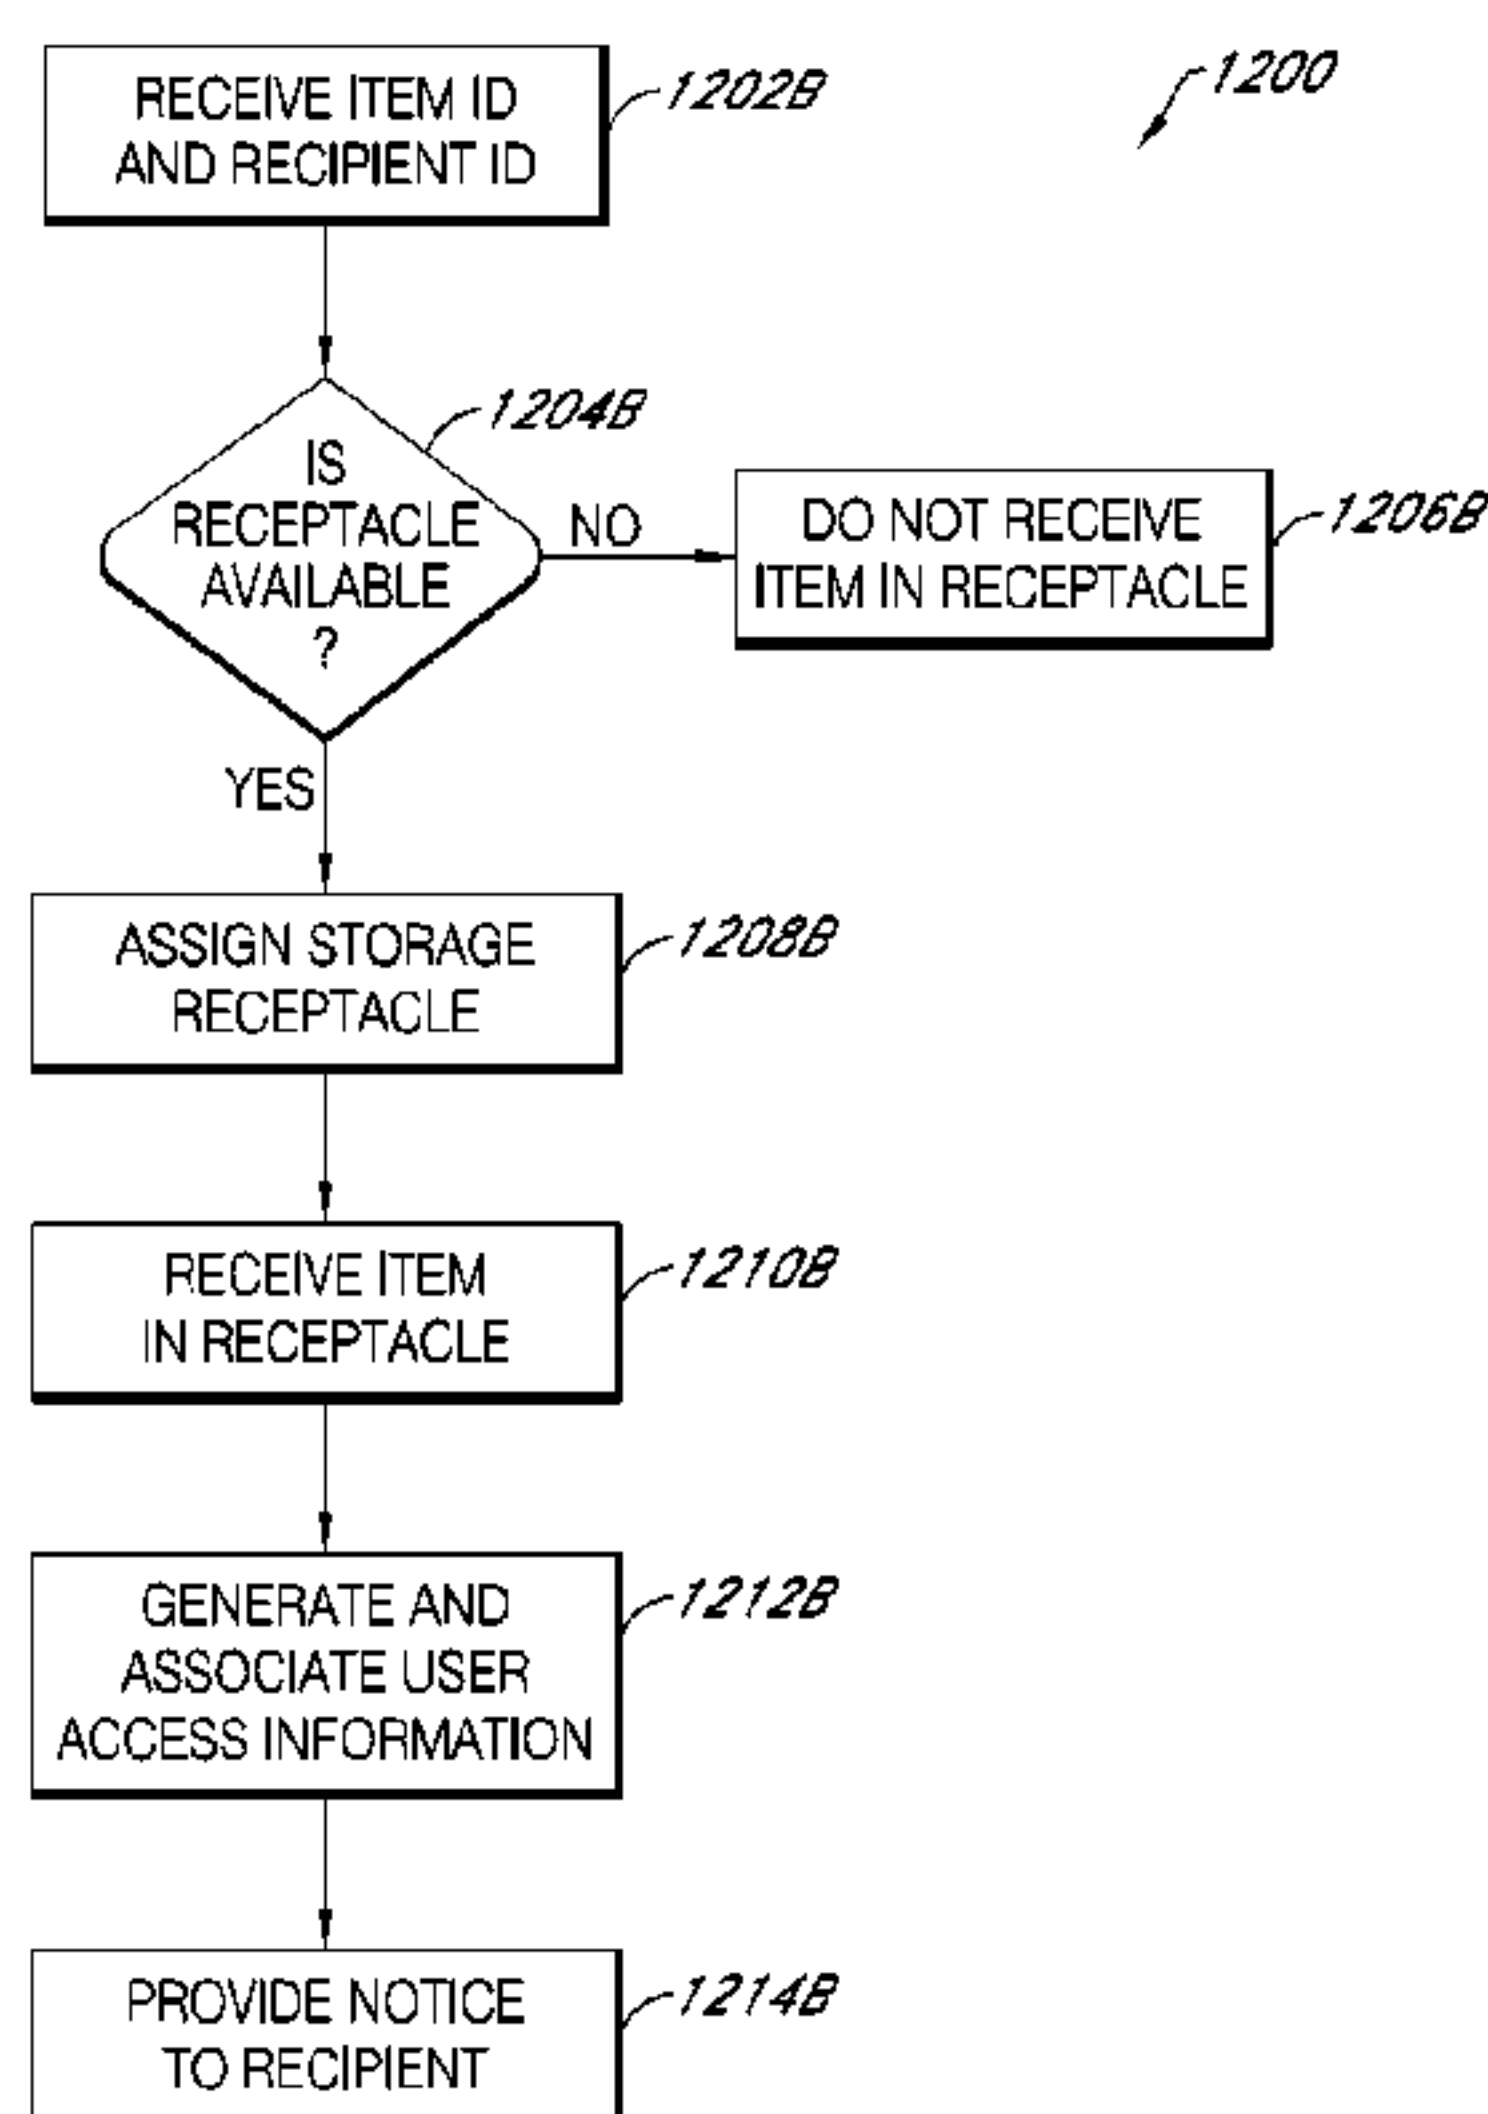 RECEIVE ITEM ID
AND RECIPIENT ID
1202B
1200
IS
RECEPTACLE
AVAILABLE
?
1204B
NO
DO NOT RECEIVE
ITEM IN RECEPTACLE
1206B
YES
ASSIGN STORAGE
RECEPTACLE
1208B
RECEIVE ITEM
IN RECEPTACLE
1210B
GENERATE AND
ASSOCIATE USER
ACCESS INFORMATION
1212B
PROVIDE NOTICE
TO RECIPIENT
1214B